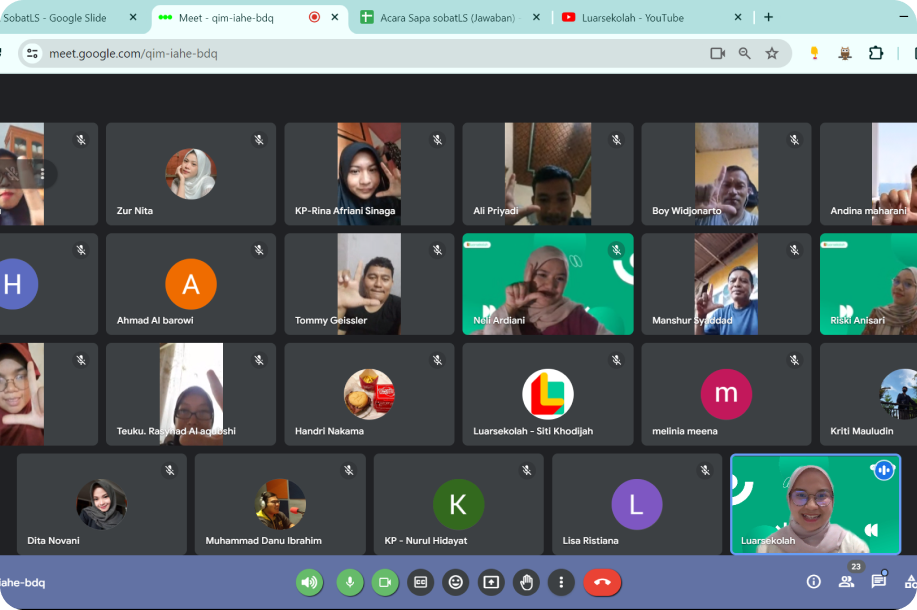 SobatLS - Google Slide
Meet - qim-iahe-bdq
Acara Sapa sobatLS (Jawaban)
Luarsekolah - YouTube
meet.google.com/qim-iahe-bdq
Zur Nita
KP-Rina Afriani Sinaga
Ali Priyadi
Boy Widjonarto
Andina maharani
H
A
Ahmad Al barowi
Tommy Geissler
Neli Ardiani
Manshur Syaddad
Riski Anisari
Teuku. Rasyhad Al aqubshi
Handri Nakama
L
Luarsekolah - Siti Khodijah
m
melinia meena
Kriti Mauludin
Dita Novani
Muhammad Danu Ibrahim
K
KP - Nurul Hidayat
L
Lisa Ristiana
Luarsekolah
iahe-bdq
CC
23